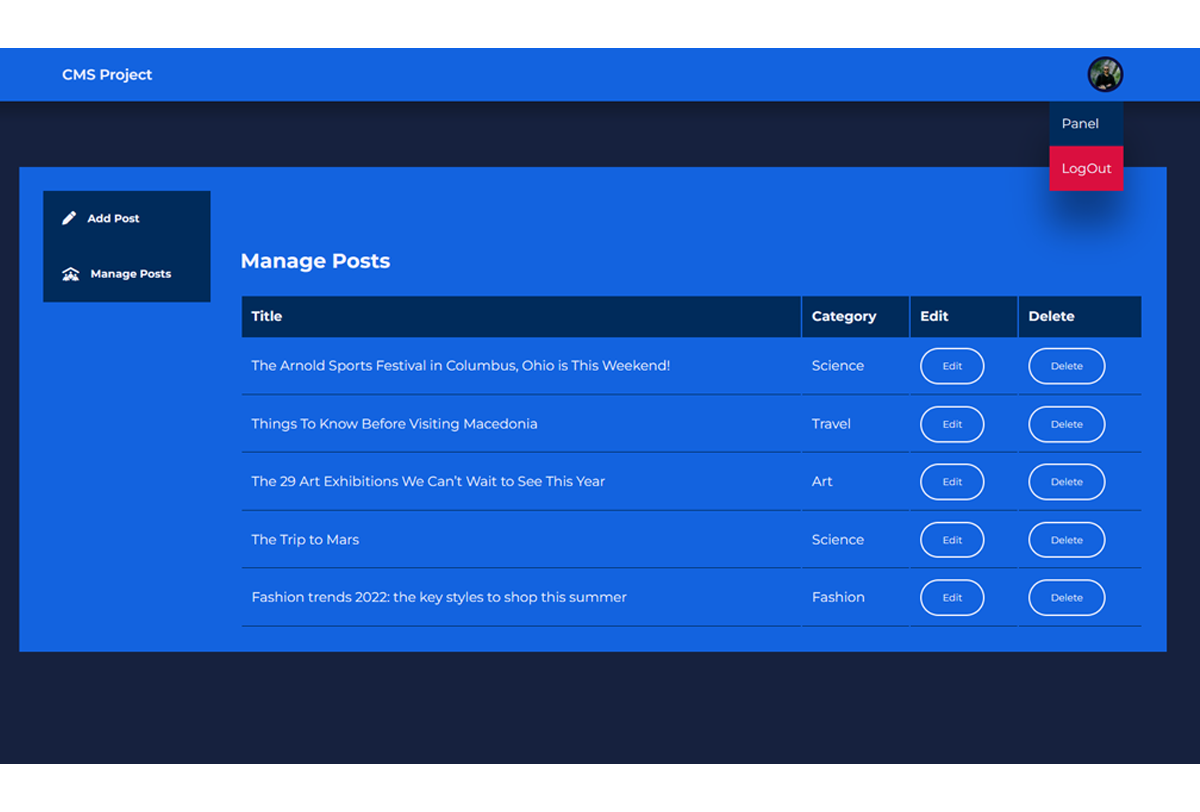 CMS Project
Panel
LogOut
Add Post
Manage Posts
Manage Posts
Title Category Edit Delete
The Arnold Sports Festival in Columbus, Ohio is This Weekend! Science Edit Delete
Things To Know Before Visiting Macedonia Travel Edit Delete
The 29 Art Exhibitions We Can’t Wait to See This Year Art Edit Delete
The Trip to Mars Science Edit Delete
Fashion trends 2022: the key styles to shop this summer Fashion Edit Delete